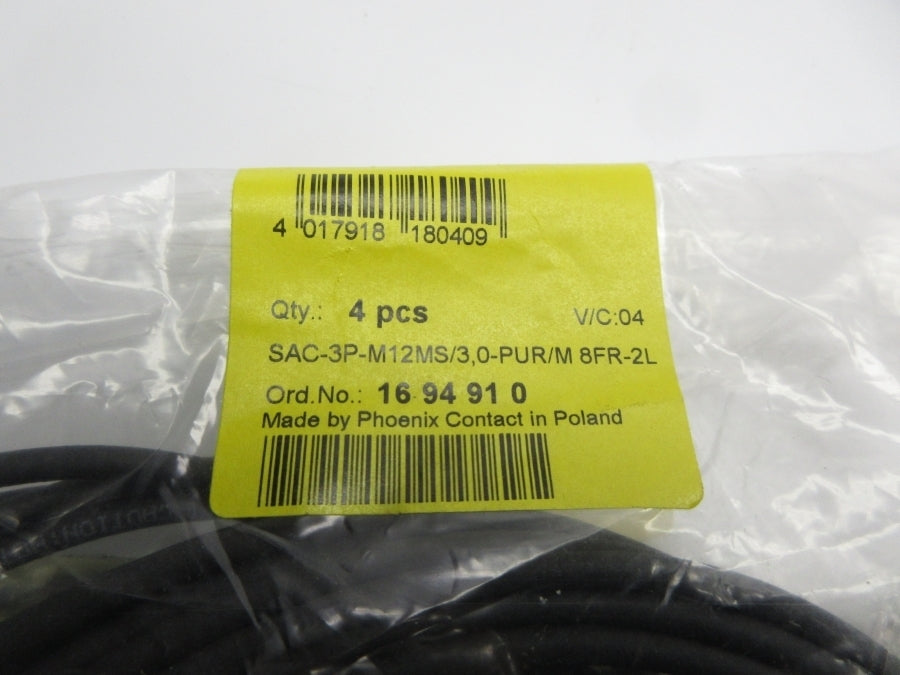 4 017918 180409
Qty.: 4 pcs V/C:04
SAC-3P-M12MS/3,0-PUR/M 8FR-2L
Ord.No.: 16 94 91 0
Made by Phoenix Contact in Poland